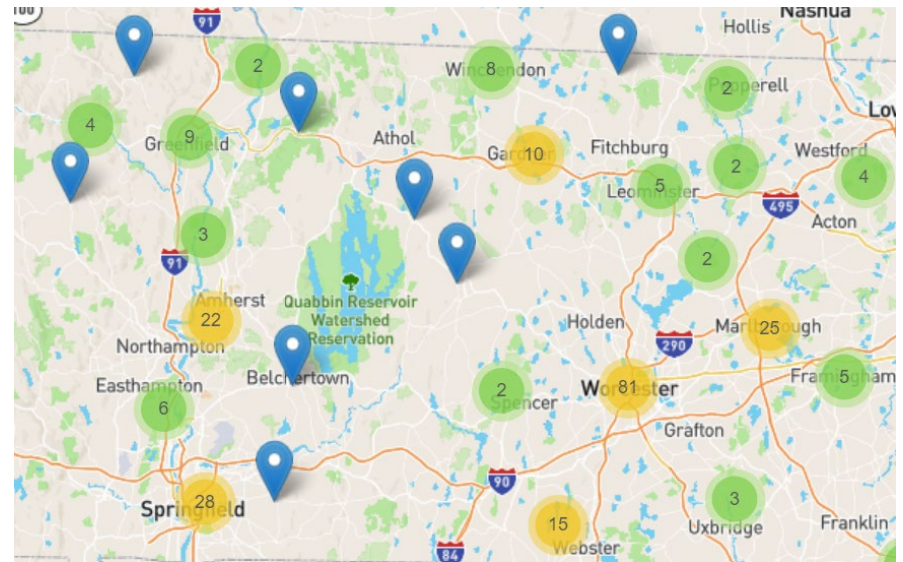 100
91
Nashua
Hollis
2
8
Winchendon
2
Pepperell
4
9
Greenfield
Athol
10
Gardner
Fitchburg
2
Westford
4
5
Leominster
495
Acton
3
91
2
Amherst
Quabbin Reservoir
Watershed
Reservation
22
Northampton
Holden
290
25
Marlborough
Easthampton
6
Belchertown
2
Spencer
81
Worcester
5
Framingham
Grafton
90
28
Springfield
15
Webster
84
3
Uxbridge
Franklin